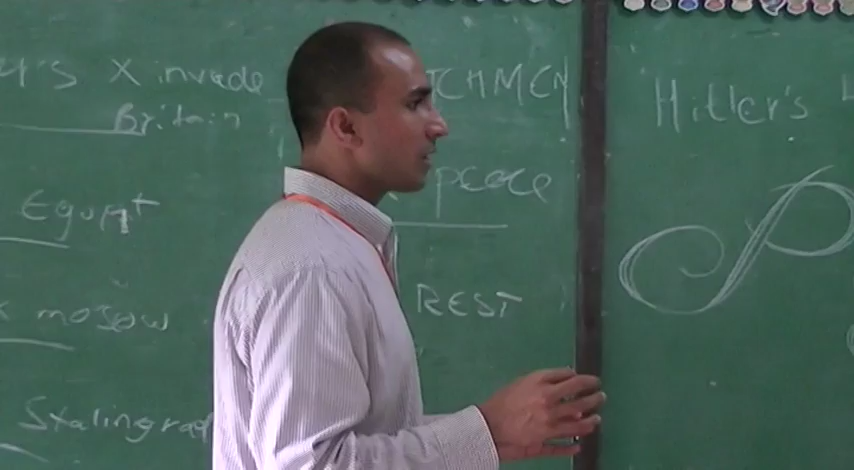 x invade
Britain
Egypt
moscow
Stalingrad
TCHMEN
peace
REST
Hitler's